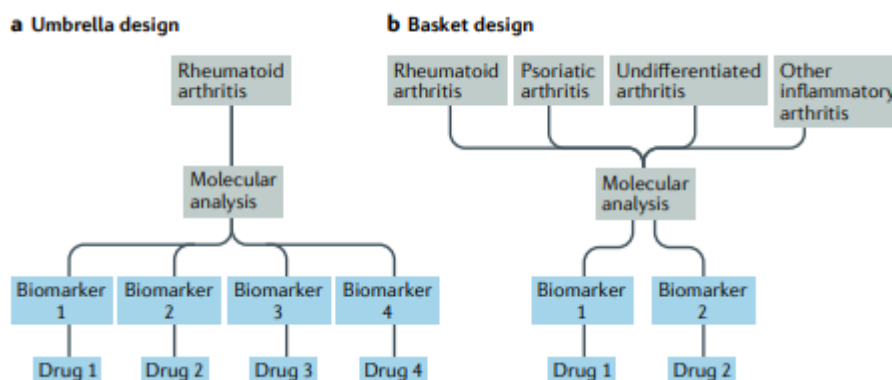 a Umbrella design
Rheumatoid
arthritis
Molecular
analysis
Biomarker
1
Biomarker
2
Biomarker
3
Biomarker
4
Drug 1
Drug 2
Drug 3
Drug 4
b Basket design
Rheumatoid
arthritis
Psoriatic
arthritis
Undifferentiated
arthritis
Other
inflammatory
arthritis
Molecular
analysis
Biomarker
1
Biomarker
2
Drug 1
Drug 2